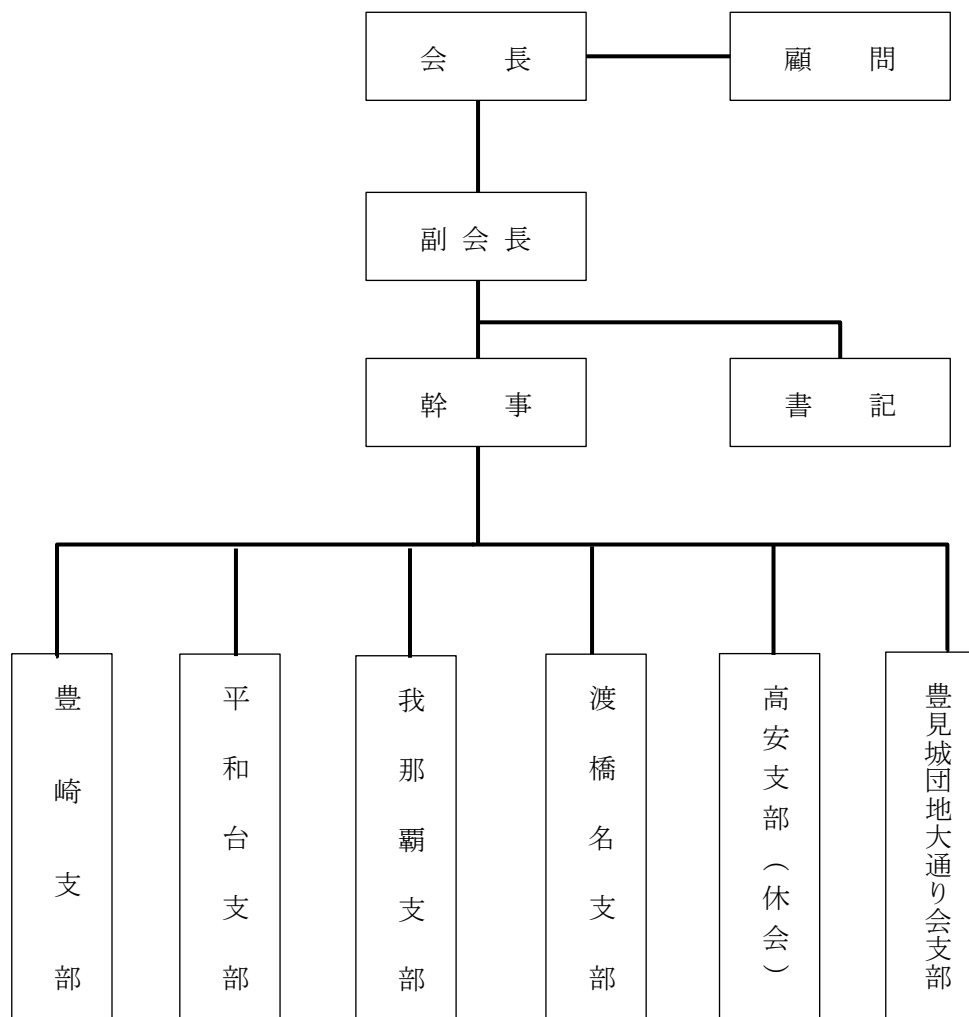 会長
顧問
副会長
幹事
書記
豊崎支部
平和台支部
我那覇支部
渡橋名支部
高安支部（休会）
豊見城団地大通り会支部